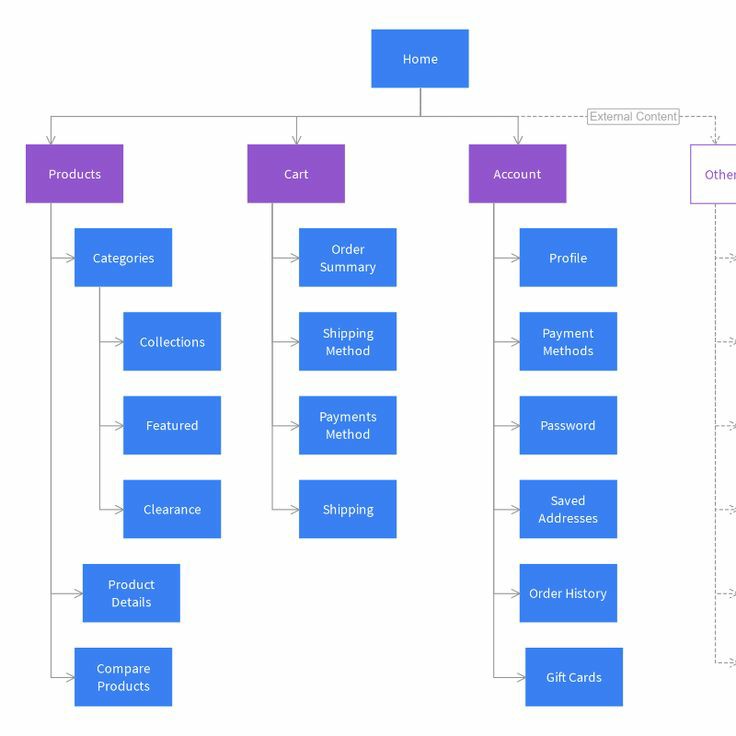 Home
External Content
Products
Cart
Account
Other
Categories
Order
Summary
Profile
Collections
Shipping
Method
Payment
Methods
Featured
Payments
Method
Password
Clearance
Shipping
Saved
Addresses
Product
Details
Order History
Compare
Products
Gift Cards